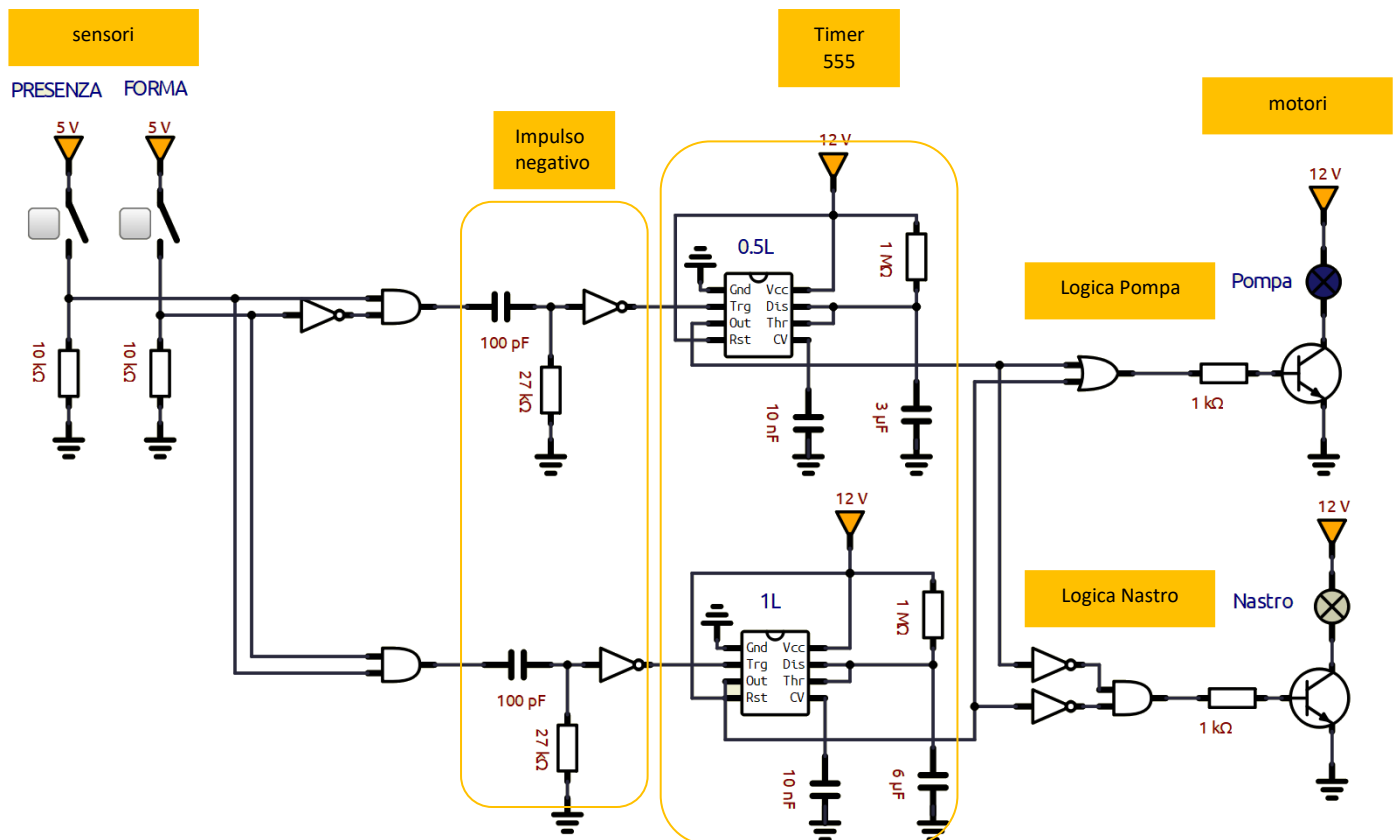 sensori
Timer
555
PRESENZA
FORMA
motori
5 V
5 V
Impulso
negativo
12 V
12 V
0.5L
1 MΩ
Gnd Vcc
Trg Dis
Out Thr
Rst CV
Logica Pompa
Pompa
10 kΩ
10 kΩ
100 pF
27 kΩ
10 nF
3 µF
1 kΩ
12 V
12 V
1L
1 MΩ
Gnd Vcc
Trg Dis
Out Thr
Rst CV
Logica Nastro
Nastro
100 pF
27 kΩ
10 nF
6 µF
1 kΩ